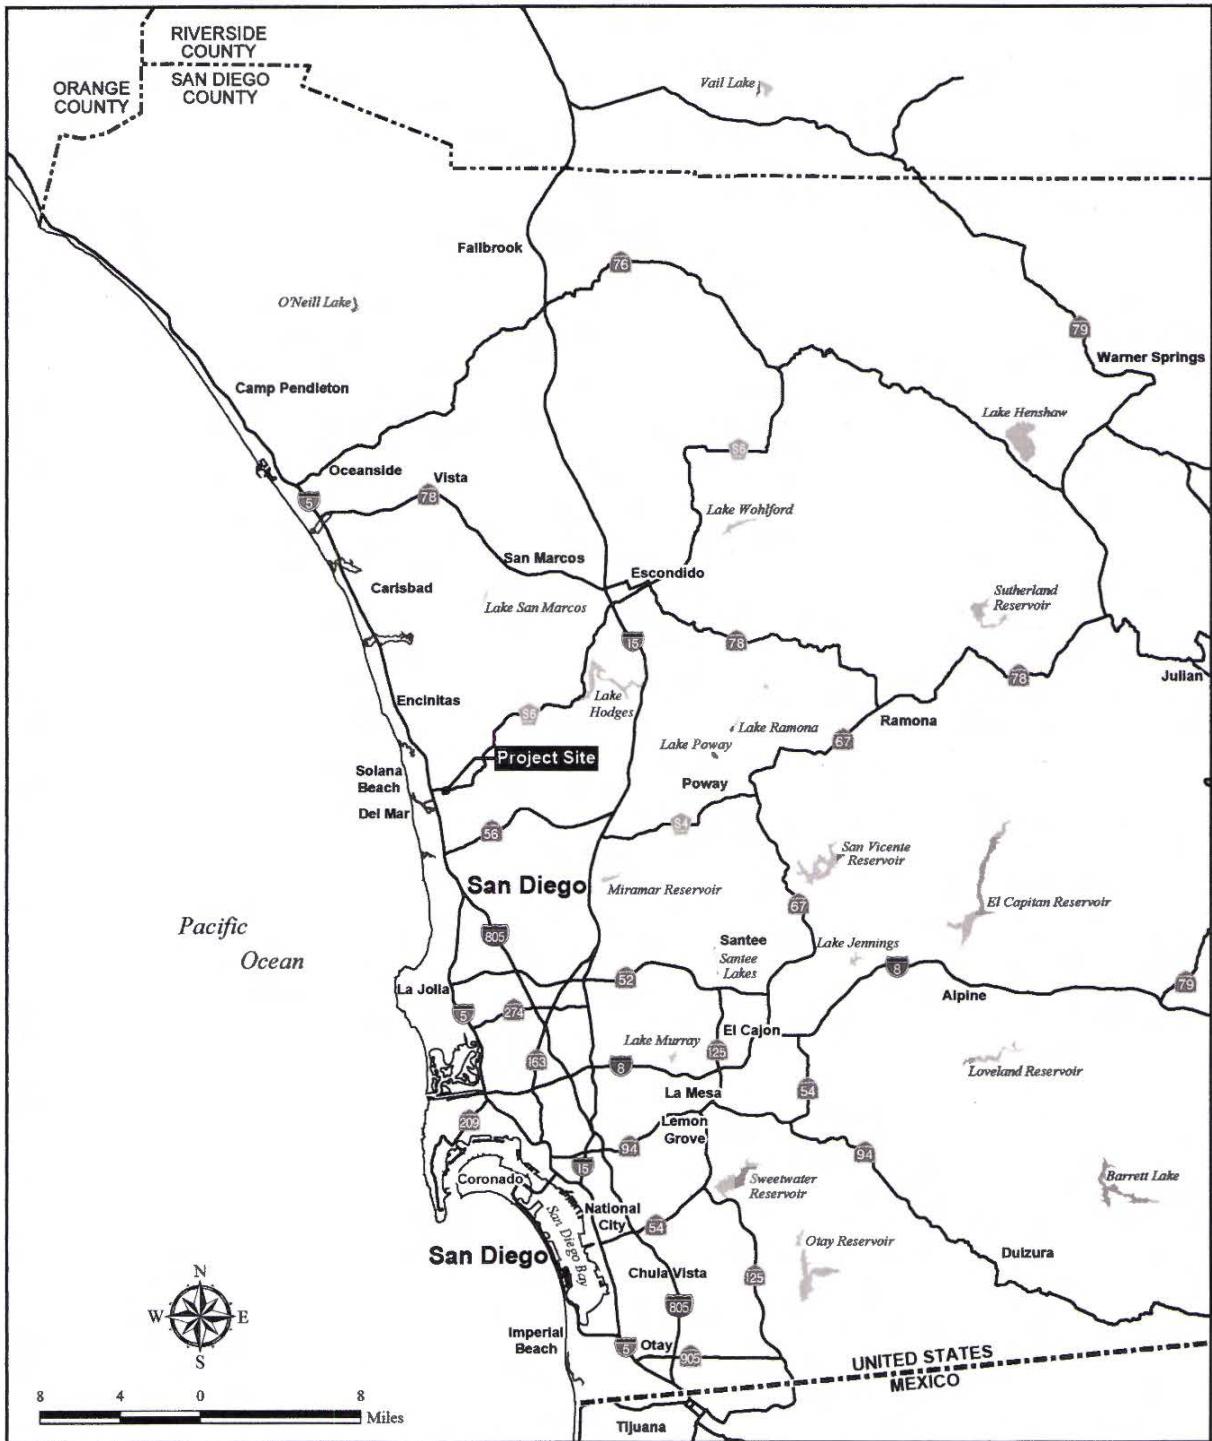 RIVERSIDE
COUNTY
SAN DIEGO
COUNTY
ORANGE
COUNTY
Vail Lake
Fallbrook
76
O'Neill Lake
79
Warner Springs
Camp Pendleton
Lake Henshaw
S6
Oceanside
Vista
5
78
Lake Wohlford
San Marcos
Escondido
Carlsbad
Lake San Marcos
Sutherland
Reservoir
15
78
78
Julian
Encinitas
Lake
Hodges
S6
Ramona
Lake Ramona
67
Lake Poway
Project Site
Solana
Beach
Poway
Del Mar
56
S4
San Vicente
Reservoir
San Diego
Miramar Reservoir
El Capitan Reservoir
67
Pacific
Ocean
805
Santee
Santee
Lakes
Lake Jennings
8
52
La Jolla
Alpine
79
5
274
El Cajon
Lake Murray
163
8
125
Loveland Reservoir
La Mesa
54
209
Lemon
Grove
94
94
15
Coronado
Sweetwater
Reservoir
Barrett Lake
National
City
54
San Diego Bay
Otay Reservoir
San Diego
Dulzura
Chula Vista
125
805
N
W
E
S
Imperial
Beach
5
Otay
905
UNITED STATES
MEXICO
8
4
0
8
Miles
Tijuana